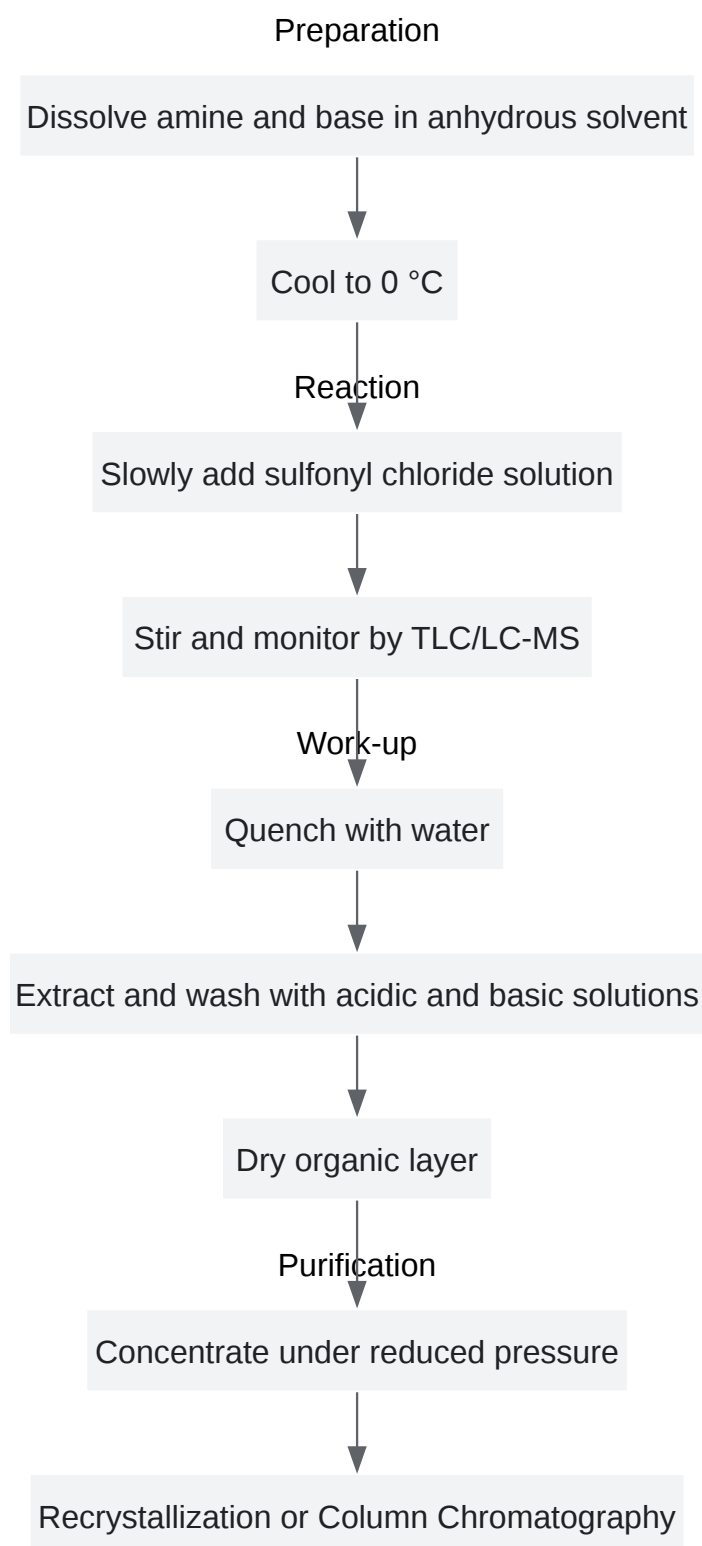 Preparation
Dissolve amine and base in anhydrous solvent
Cool to 0 °C
Reaction
Slowly add sulfonyl chloride solution
Stir and monitor by TLC/LC-MS
Work-up
Quench with water
Extract and wash with acidic and basic solutions
Dry organic layer
Purification
Concentrate under reduced pressure
Recrystallization or Column Chromatography